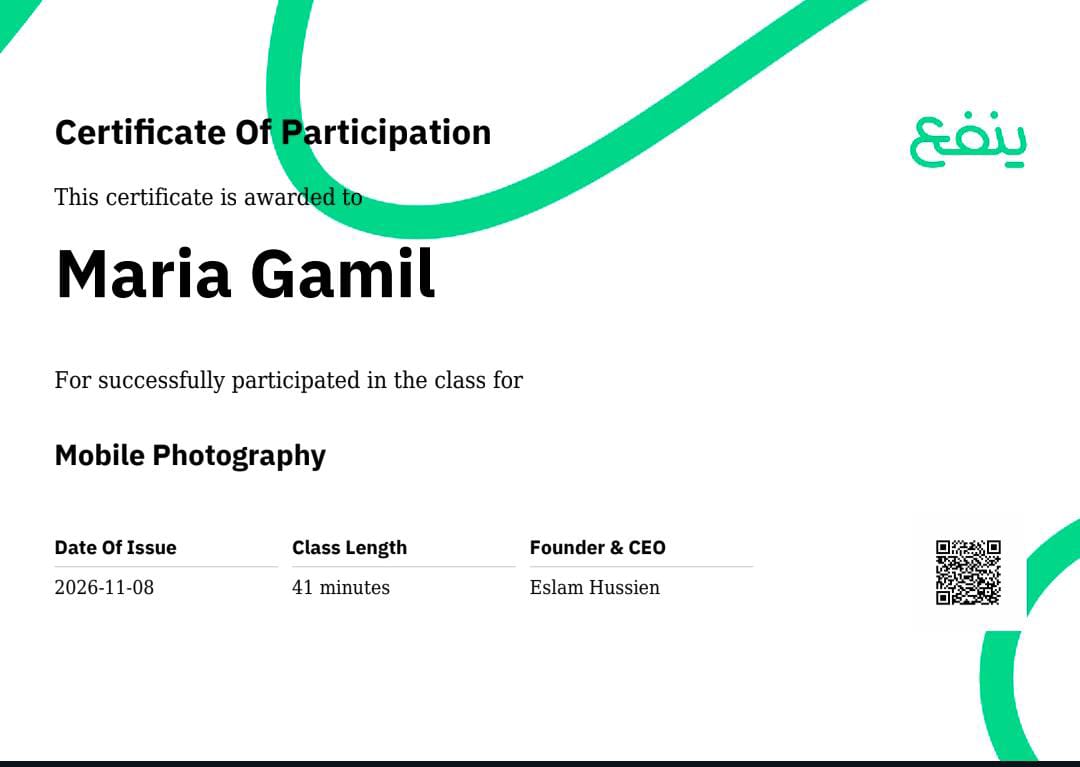 Certificate Of Participation
ينفع
This certificate is awarded to
Maria Gamil
For successfully participated in the class for
Mobile Photography
Date Of Issue
Class Length
Founder & CEO
2026-11-08
41 minutes
Eslam Hussien